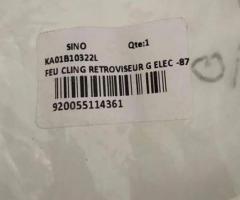 SINO Qte:1
KA01B10322L
FEU CLING RETROVISEUR G ELEC -87
920055114361